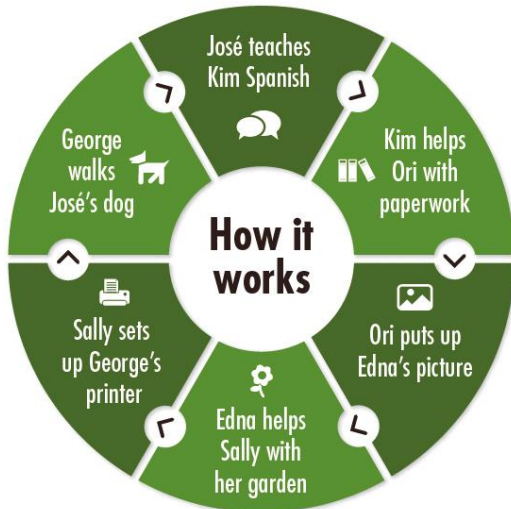 How it
works
José teaches
Kim Spanish
Kim helps
Ori with
paperwork
Ori puts up
Edna's picture
Edna helps
Sally with
her garden
Sally sets
up George's
printer
George
walks
José's dog